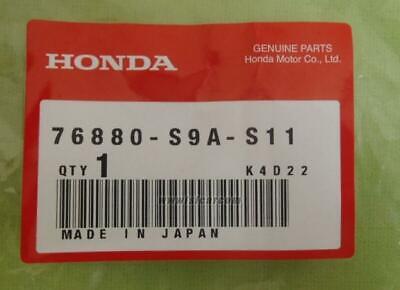 GENUINE PARTS
HONDA Honda Motor Co., Ltd.
76880-S9A-S11
QTY 1 K4D22
MADE IN JAPAN